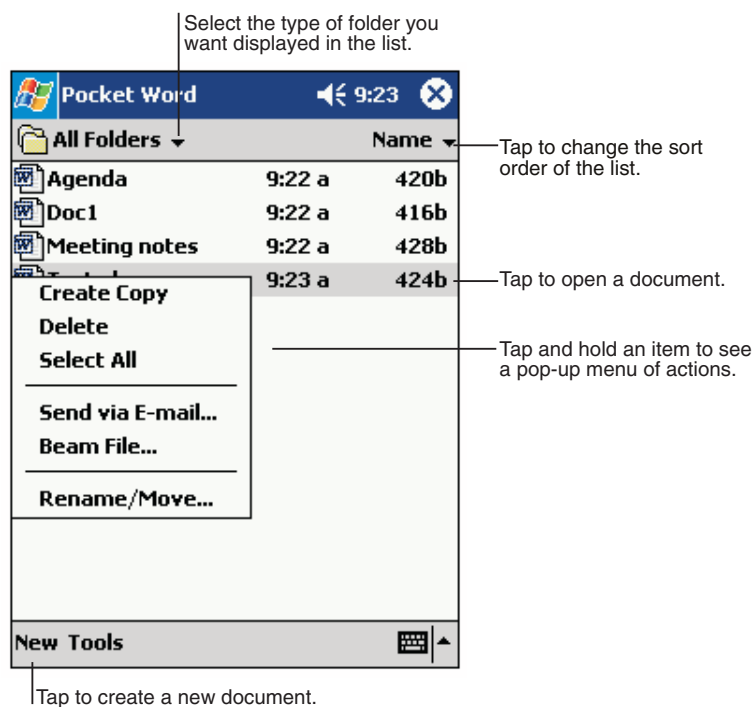 Select the type of folder you
want displayed in the list.
Pocket Word 9:23
All Folders Name
Tap to change the sort
order of the list.
Agenda 9:22 a 420b
Doc1 9:22 a 416b
Meeting notes 9:22 a 428b
9:23 a 424b
Tap to open a document.
Create Copy
Delete
Select All
Tap and hold an item to see
a pop-up menu of actions.
Send via E-mail...
Beam File...
Rename/Move...
New Tools
Tap to create a new document.